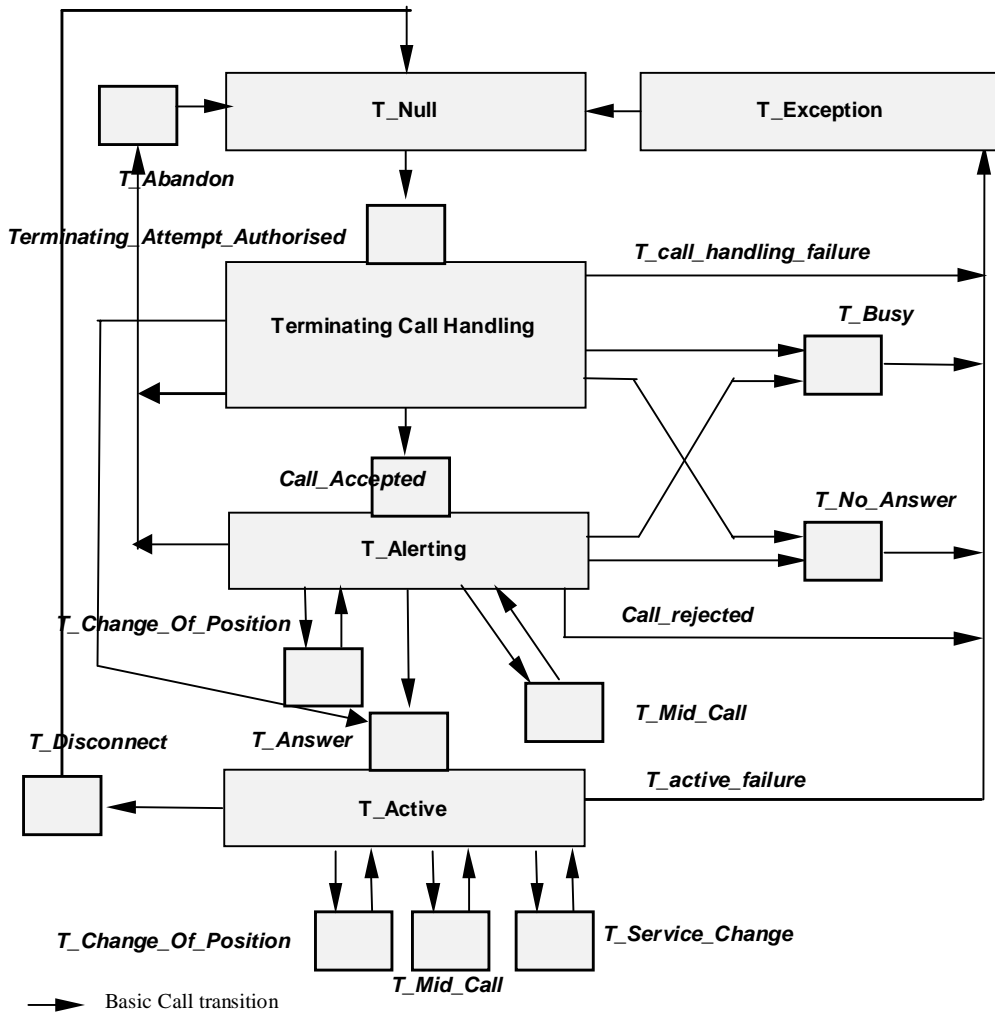 T_Null
T_Exception
T_Abandon
Terminating_Attempt_Authorised
T_call_handling_failure
Terminating Call Handling
T_Busy
Call_Accepted
T_No_Answer
T_Alerting
T_Change_Of_Position
Call_rejected
T_Mid_Call
T_Disconnect
T_Answer
T_active_failure
T_Active
T_Change_Of_Position
T_Service_Change
T_Mid_Call
Basic Call transition